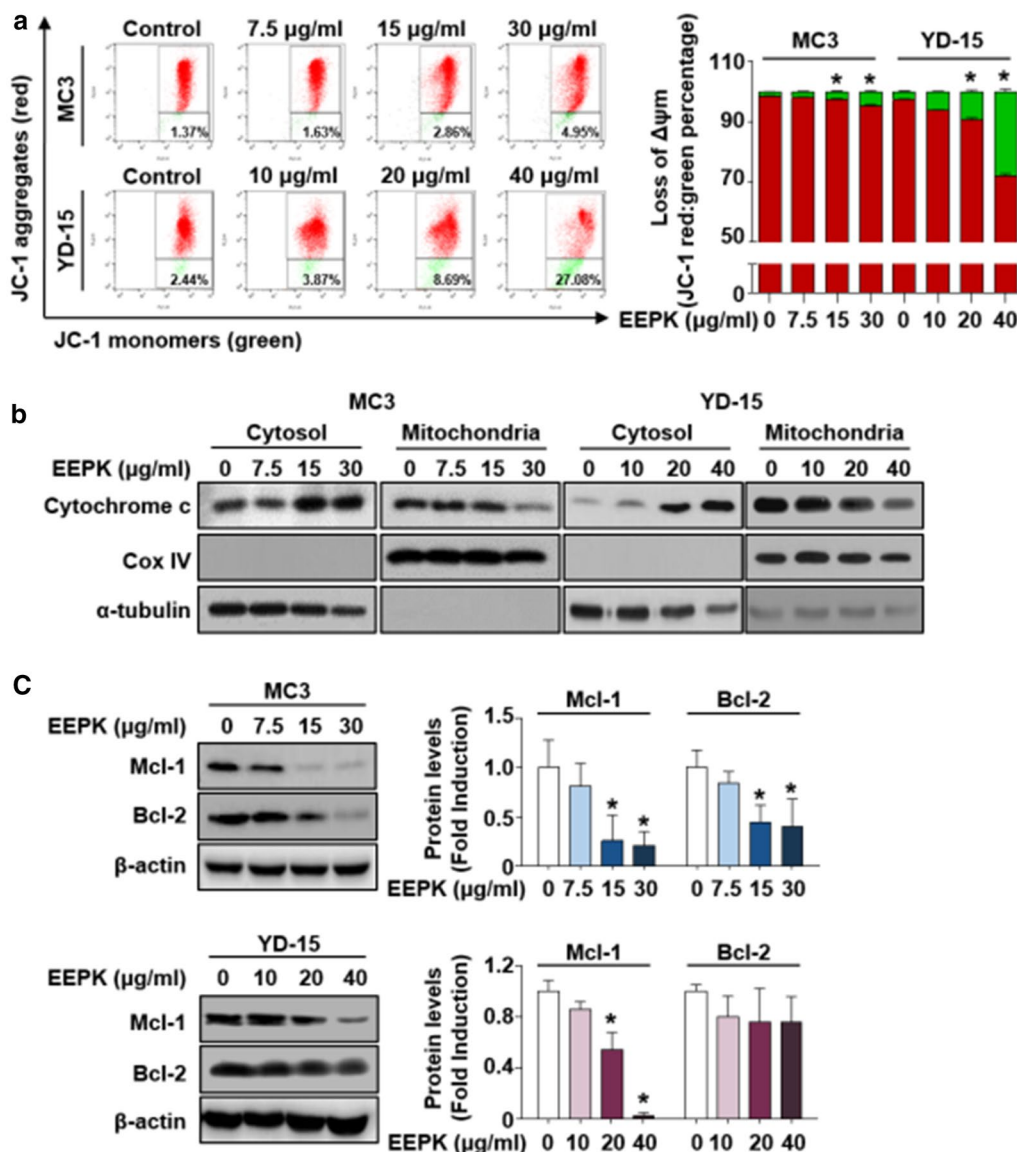 a
Control 7.5 µg/ml 15 µg/ml 30 µg/ml
MC3
1.37% 1.63% 2.86% 4.95%
Control 10 µg/ml 20 µg/ml 40 µg/ml
YD-15
2.44% 3.87% 8.69% 27.08%
JC-1 aggregates (red)
JC-1 monomers (green)
MC3 YD-15
* * * *
110
90
70
50
0
Loss of Δψm
(JC-1 red:green percentage)
0 7.5 15 30 0 10 20 40
EEPK (µg/ml)
b
MC3 YD-15
Cytosol Mitochondria Cytosol Mitochondria
EEPK (µg/ml) 0 7.5 15 30 0 7.5 15 30 0 10 20 40 0 10 20 40
Cytochrome c
Cox IV
α-tubulin
C
MC3
EEPK (µg/ml) 0 7.5 15 30
Mcl-1
Bcl-2
β-actin
Mcl-1 Bcl-2
1.5
1.0
0.5
0
Protein levels
(Fold Induction)
* * * *
0 7.5 15 30 0 7.5 15 30
EEPK (µg/ml)
YD-15
EEPK (µg/ml) 0 10 20 40
Mcl-1
Bcl-2
β-actin
Mcl-1 Bcl-2
1.2
0.8
0.4
0
Protein levels
(Fold Induction)
* *
0 10 20 40 0 10 20 40
EEPK (µg/ml)